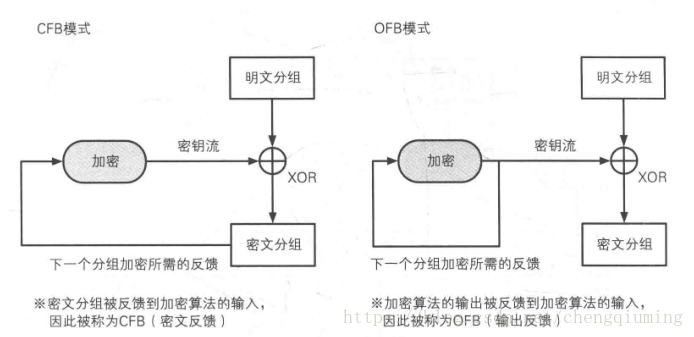 CFB模式
明文分组
加密
密钥流
XOR
密文分组
下一个分组加密所需的反馈
※密文分组被反馈到加密算法的输入,
因此被称为CFB(密文反馈)
OFB模式
明文分组
加密
密钥流
XOR
密文分组
下一个分组加密所需的反馈
※加密算法的输出被反馈到加密算法的输入,
因此被称为OFB(输出反馈)